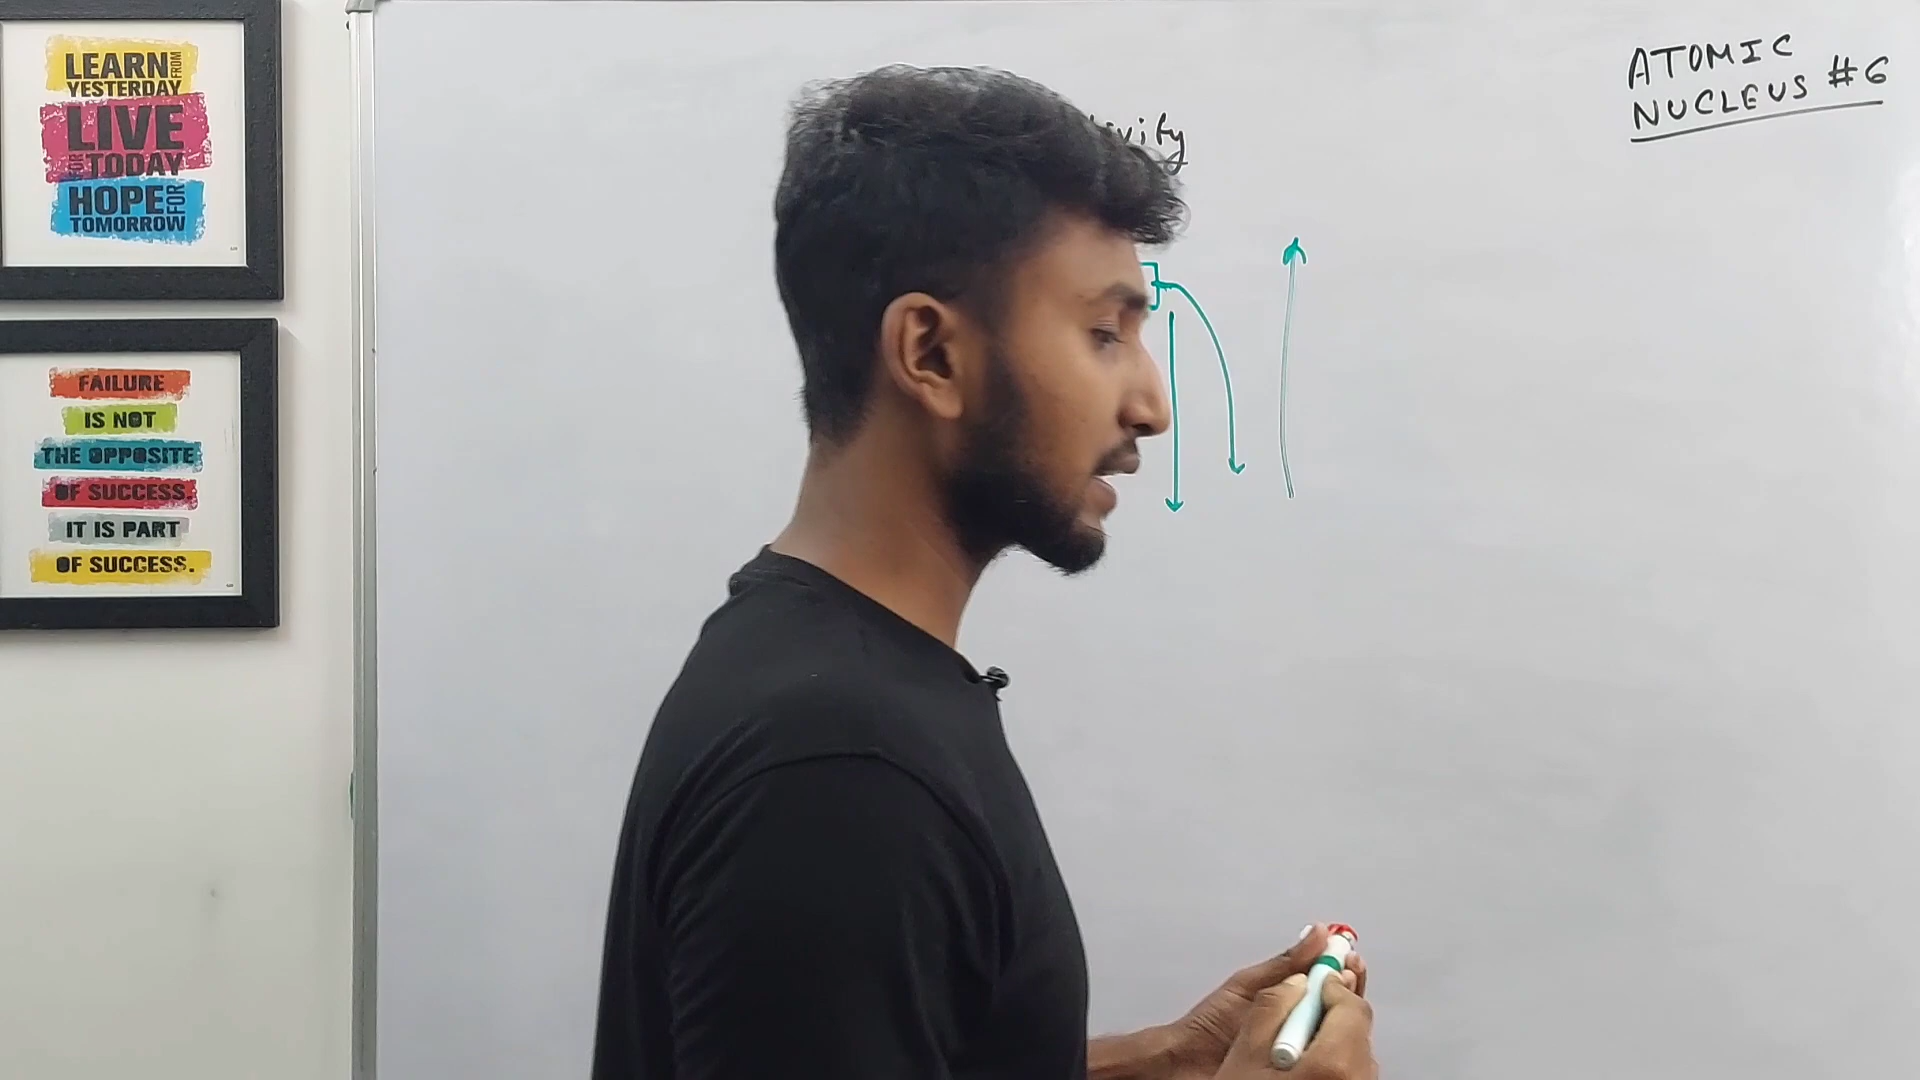 LEARN FROM
YESTERDAY
LIVE
FOR TODAY
HOPE FOR
TOMORROW
FAILURE
IS NOT
THE OPPOSITE
OF SUCCESS.
IT IS PART
OF SUCCESS.
ATOMIC
NUCLEUS #6